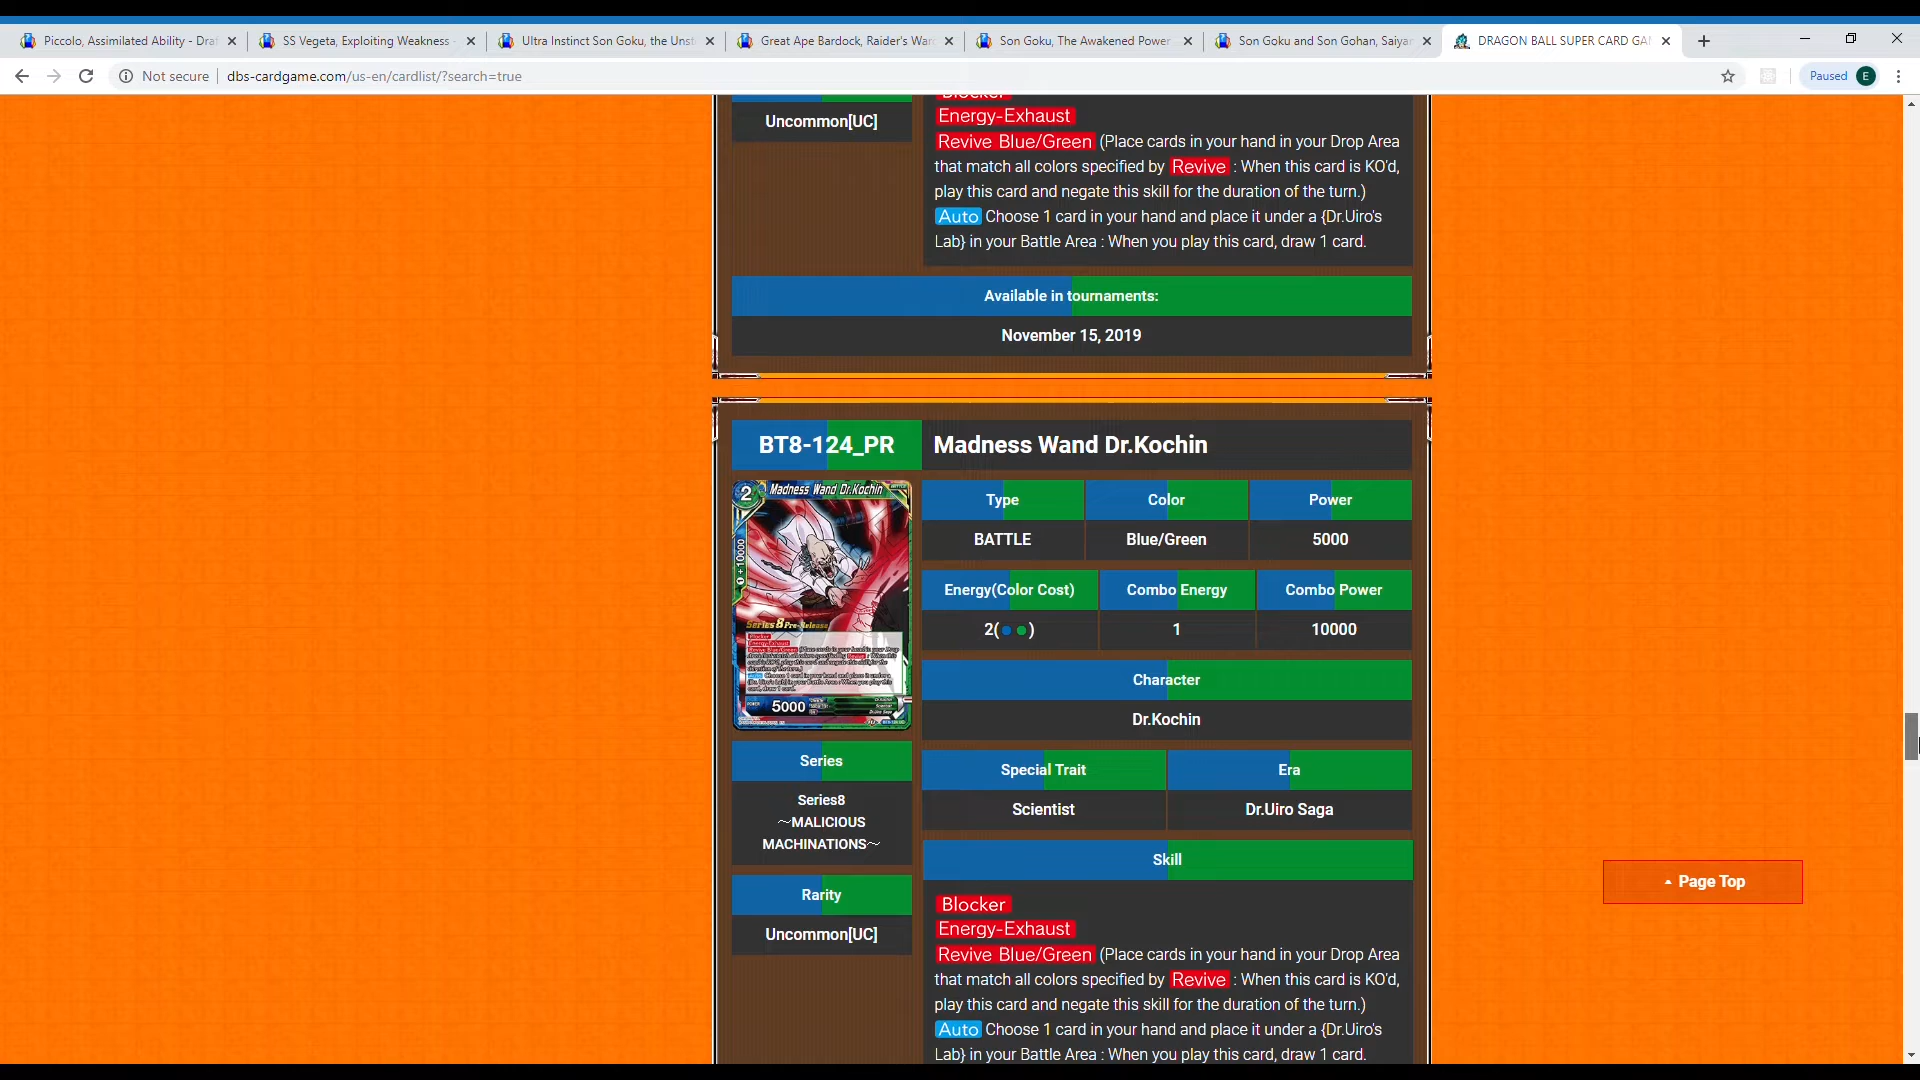 Piccolo, Assimilated Ability - Draf
SS Vegeta, Exploiting Weakness -
Ultra Instinct Son Goku, the Unst
Great Ape Bardock, Raider's Warc
Son Goku, The Awakened Power
Son Goku and Son Gohan, Saiyan
DRAGON BALL SUPER CARD GAM
Not secure
dbs-cardgame.com/us-en/cardlist/?search=true
Paused
E
Uncommon[UC]
Blocker
Energy-Exhaust
Revive Blue/Green (Place cards in your hand in your Drop Area
that match all colors specified by Revive : When this card is KO'd,
play this card and negate this skill for the duration of the turn.)
Auto Choose 1 card in your hand and place it under a {Dr.Uiro's
Lab} in your Battle Area : When you play this card, draw 1 card.
Available in tournaments:
November 15, 2019
BT8-124_PR
Madness Wand Dr.Kochin
2
Madness Wand Dr.Kochin
+10000
Series 8 Pre-Release
5000
Type
Color
Power
BATTLE
Blue/Green
5000
Energy(Color Cost)
Combo Energy
Combo Power
2( )
1
10000
Character
Dr.Kochin
Series
Series8
～MALICIOUS
MACHINATIONS～
Special Trait
Era
Scientist
Dr.Uiro Saga
Skill
Rarity
Uncommon[UC]
Blocker
Energy-Exhaust
Revive Blue/Green (Place cards in your hand in your Drop Area
that match all colors specified by Revive : When this card is KO'd,
play this card and negate this skill for the duration of the turn.)
Auto Choose 1 card in your hand and place it under a {Dr.Uiro's
Lab} in your Battle Area : When you play this card, draw 1 card.
Page Top